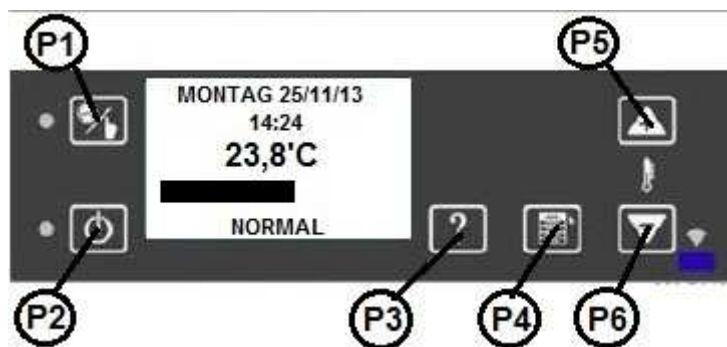 P1
P5
MONTAG 25/11/13
14:24
23,8'C
NORMAL
?
P2
P3
P4
P6